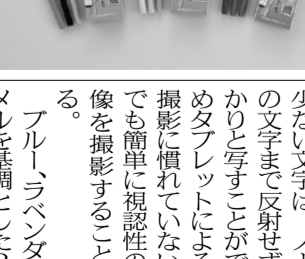 少ない文字は
の文字まで反射せず
かりと写すことがで
めタブレットによる
撮影に慣れていない
でも簡単に視認性の
像を撮影すること
る。
ブルー、ラベンダ
メルを基調とした